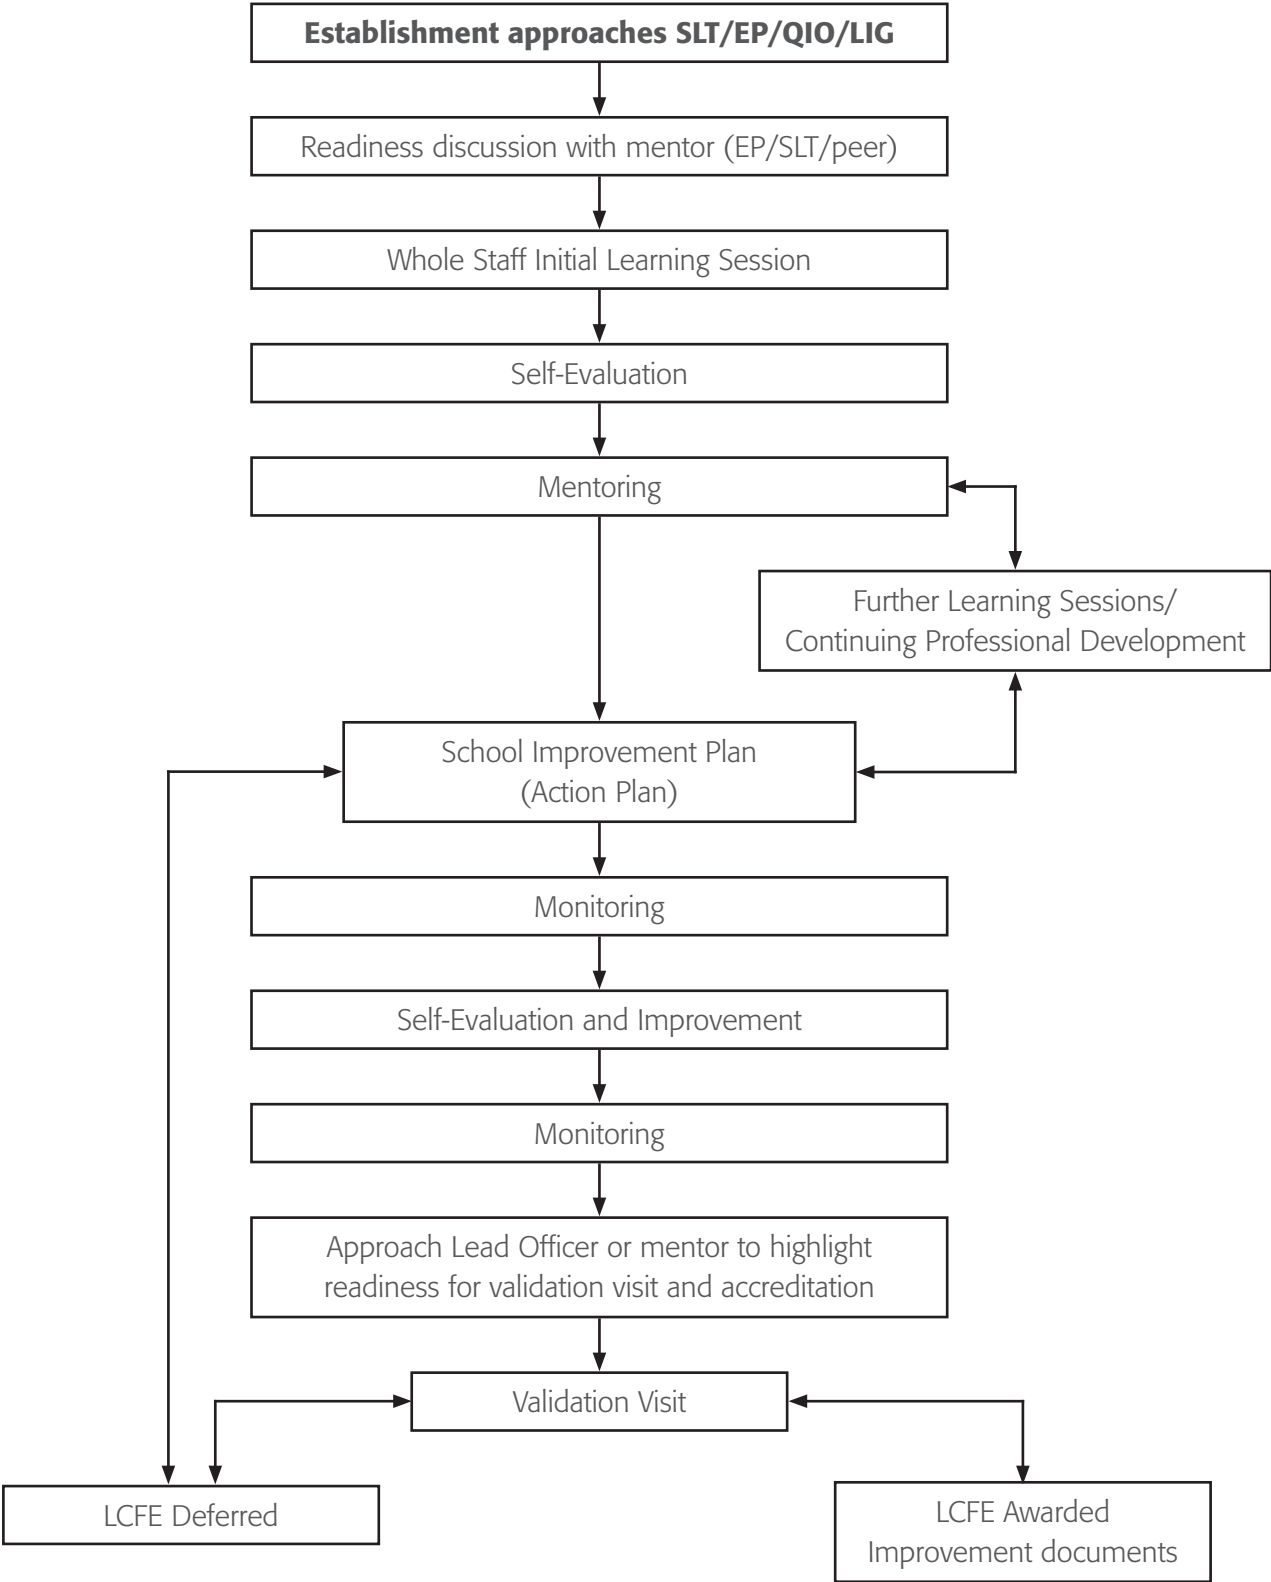 Establishment approaches SLT/EP/QIO/LIG
Readiness discussion with mentor (EP/SLT/peer)
Whole Staff Initial Learning Session
Self-Evaluation
Mentoring
Further Learning Sessions/
Continuing Professional Development
School Improvement Plan
(Action Plan)
Monitoring
Self-Evaluation and Improvement
Monitoring
Approach Lead Officer or mentor to highlight
readiness for validation visit and accreditation
Validation Visit
LCFE Deferred
LCFE Awarded
Improvement documents